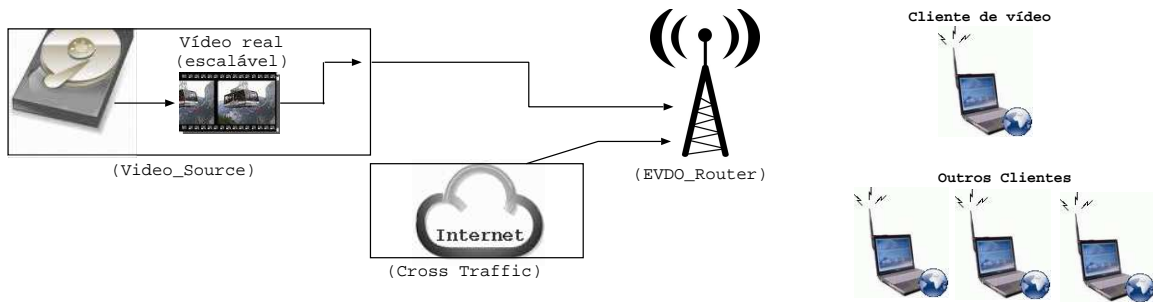 Vídeo real
(escalável)
(Video_Source)
Internet
(Cross Traffic)
(EVDO_Router)
Cliente de vídeo
Outros Clientes